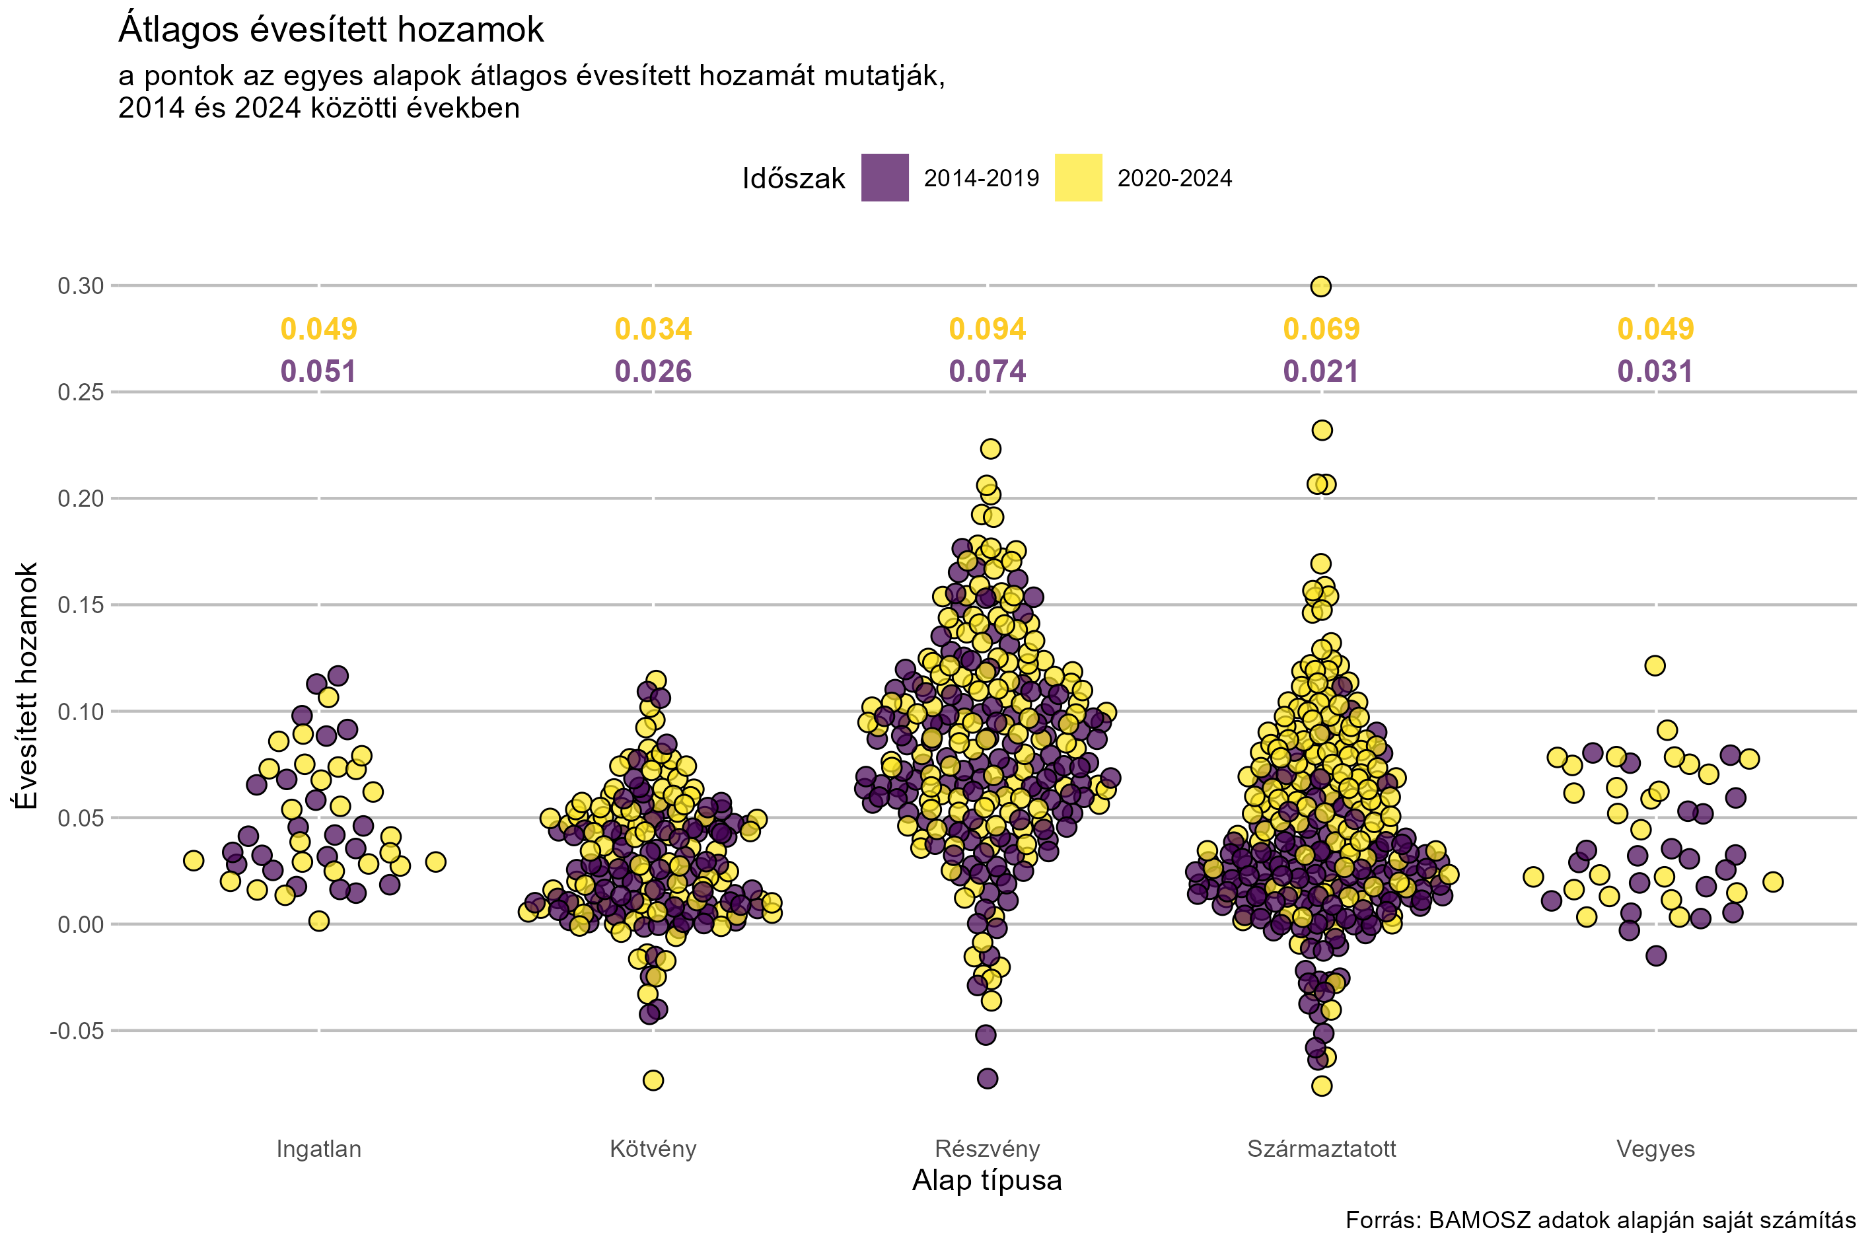 Átlagos évesített hozamok
a pontok az egyes alapok átlagos évesített hozamát mutatják,
2014 és 2024 közötti években
Időszak 2014-2019 2020-2024
Évesített hozamok
0.30
0.049 0.034 0.094 0.069 0.049
0.051 0.026 0.074 0.021 0.031
0.25
0.20
0.15
0.10
0.05
0.00
-0.05
Ingatlan Kötvény Részvény Származtatott Vegyes
Alap típusa
Forrás: BAMOSZ adatok alapján saját számítás